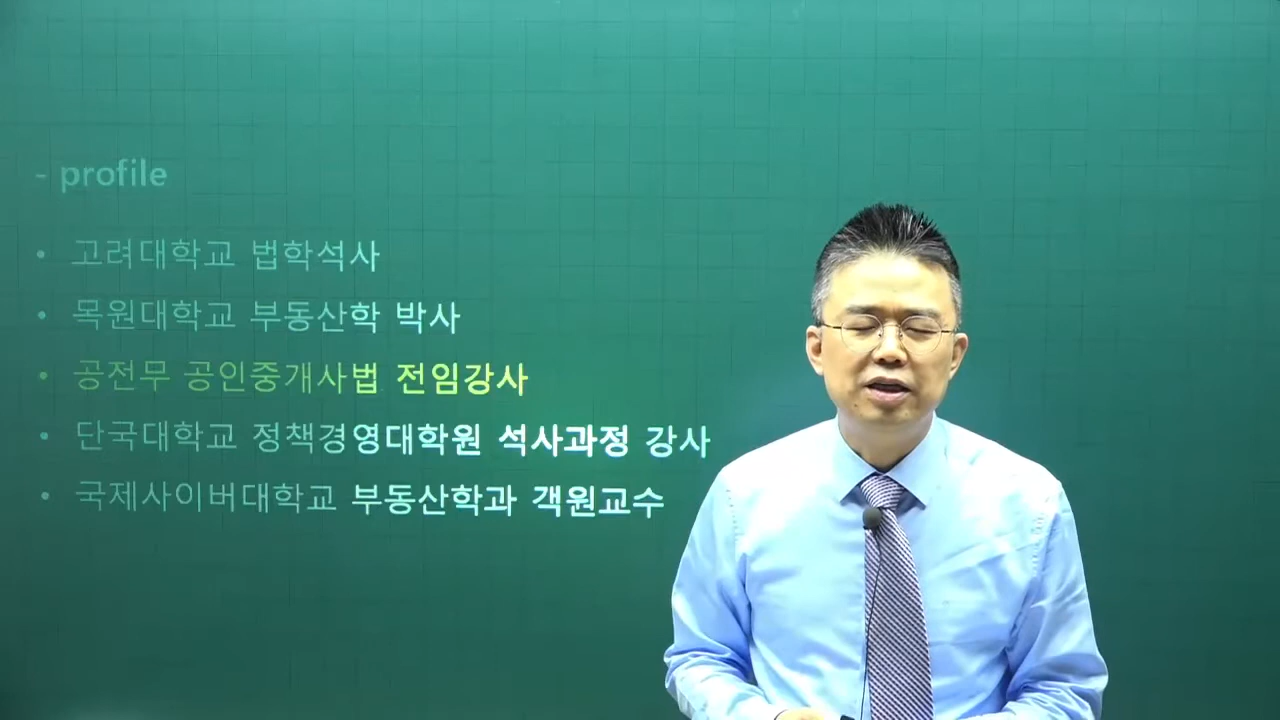 - profile
• 고려대학교 법학석사
• 목원대학교 부동산학 박사
• 공전무 공인중개사법 전임강사
• 단국대학교 정책경영대학원 석사과정 강사
• 국제사이버대학교 부동산학과 객원교수